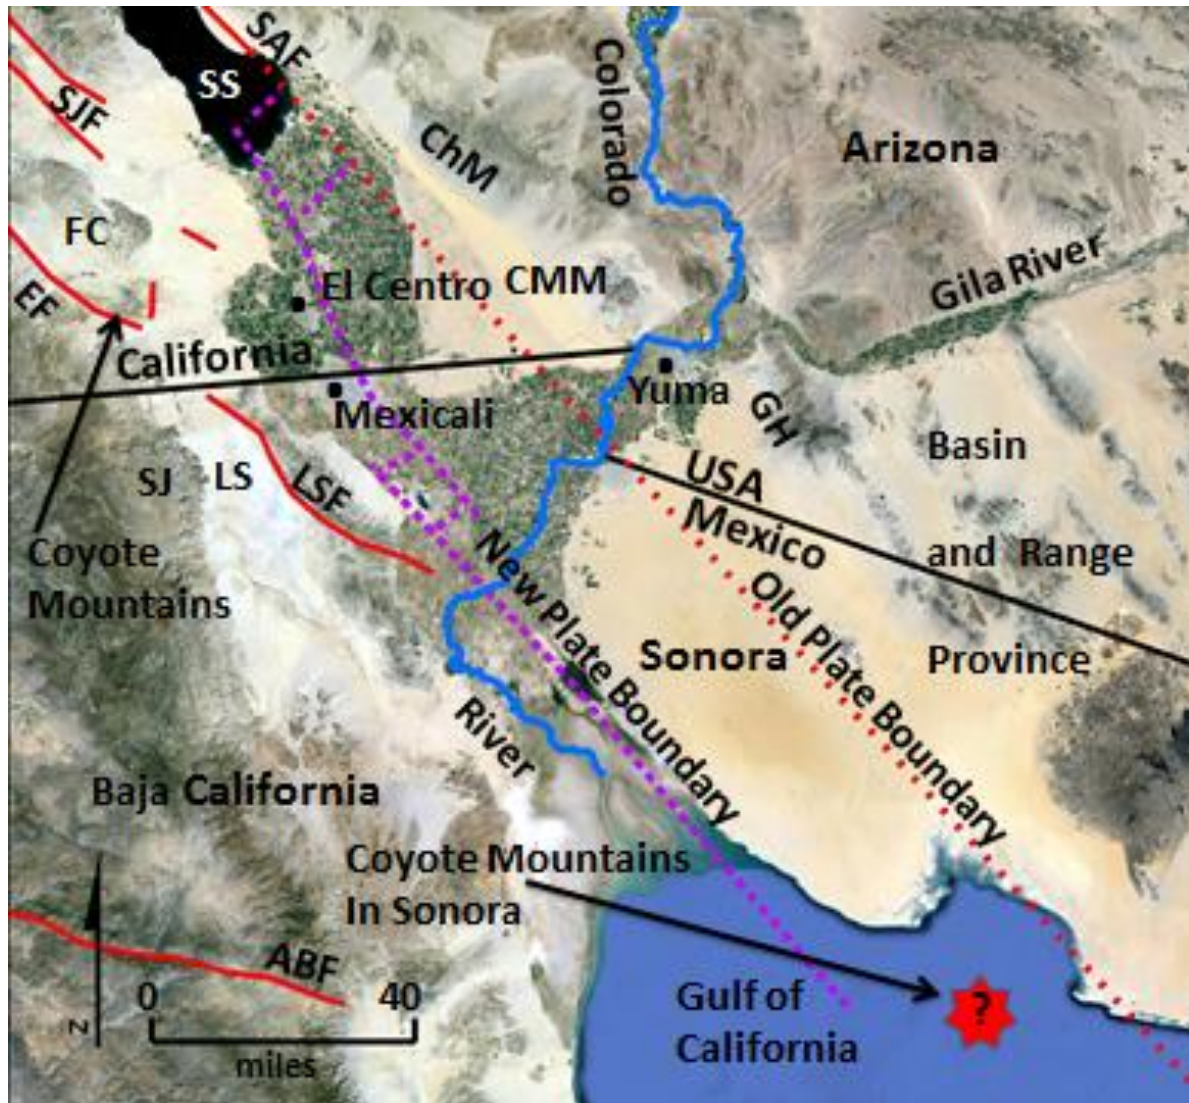 SAF
SS
SJF
ChM
Colorado
Arizona
FC
EF
El Centro
CMM
Gila River
California
Mexicali
Yuma
GH
Basin
and Range
Province
SJ
LS
LSF
USA
Mexico
Coyote
Mountains
New Plate Boundary
Old Plate Boundary
Sonora
River
Baja California
Coyote Mountains
In Sonora
ABF
0
40
miles
N
Gulf of
California
?